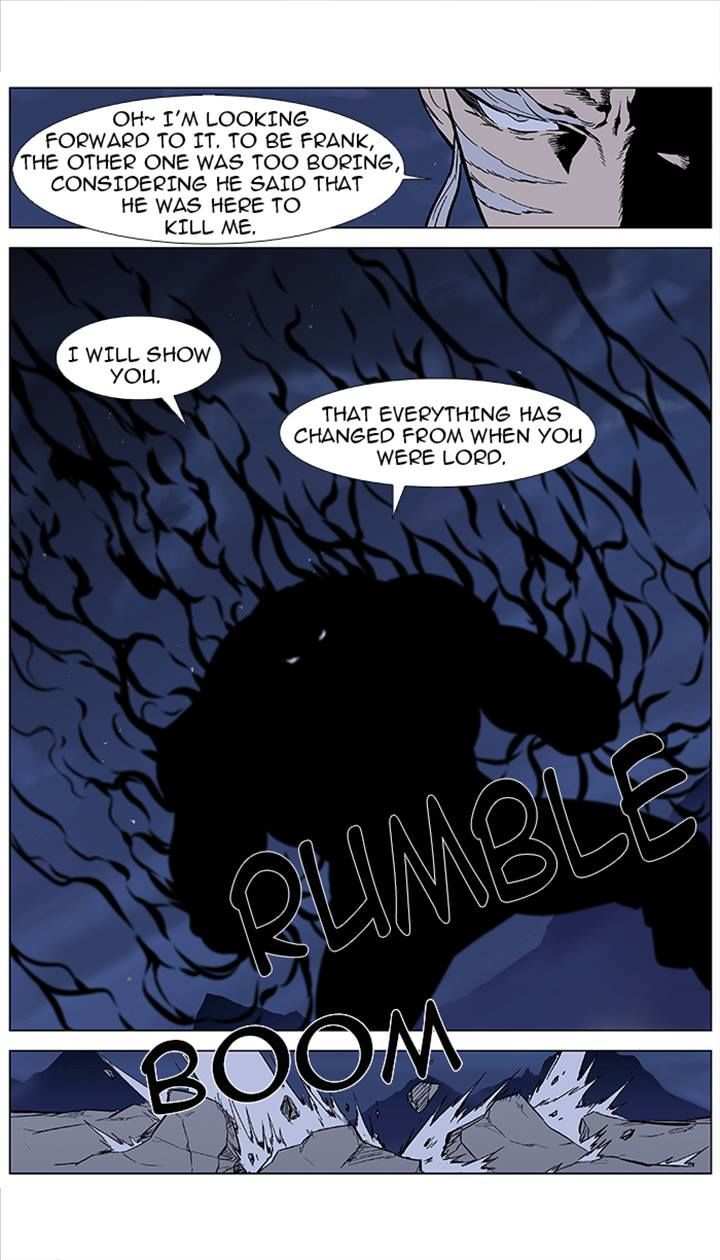 OH~ I'M LOOKING
FORWARD TO IT. TO BE FRANK,
THE OTHER ONE WAS TOO BORING,
CONSIDERING HE SAID THAT
HE WAS HERE TO
KILL ME.
I WILL SHOW
YOU.
THAT EVERYTHING HAS
CHANGED FROM WHEN YOU
WERE LORD.
RUMBLE
BOOM